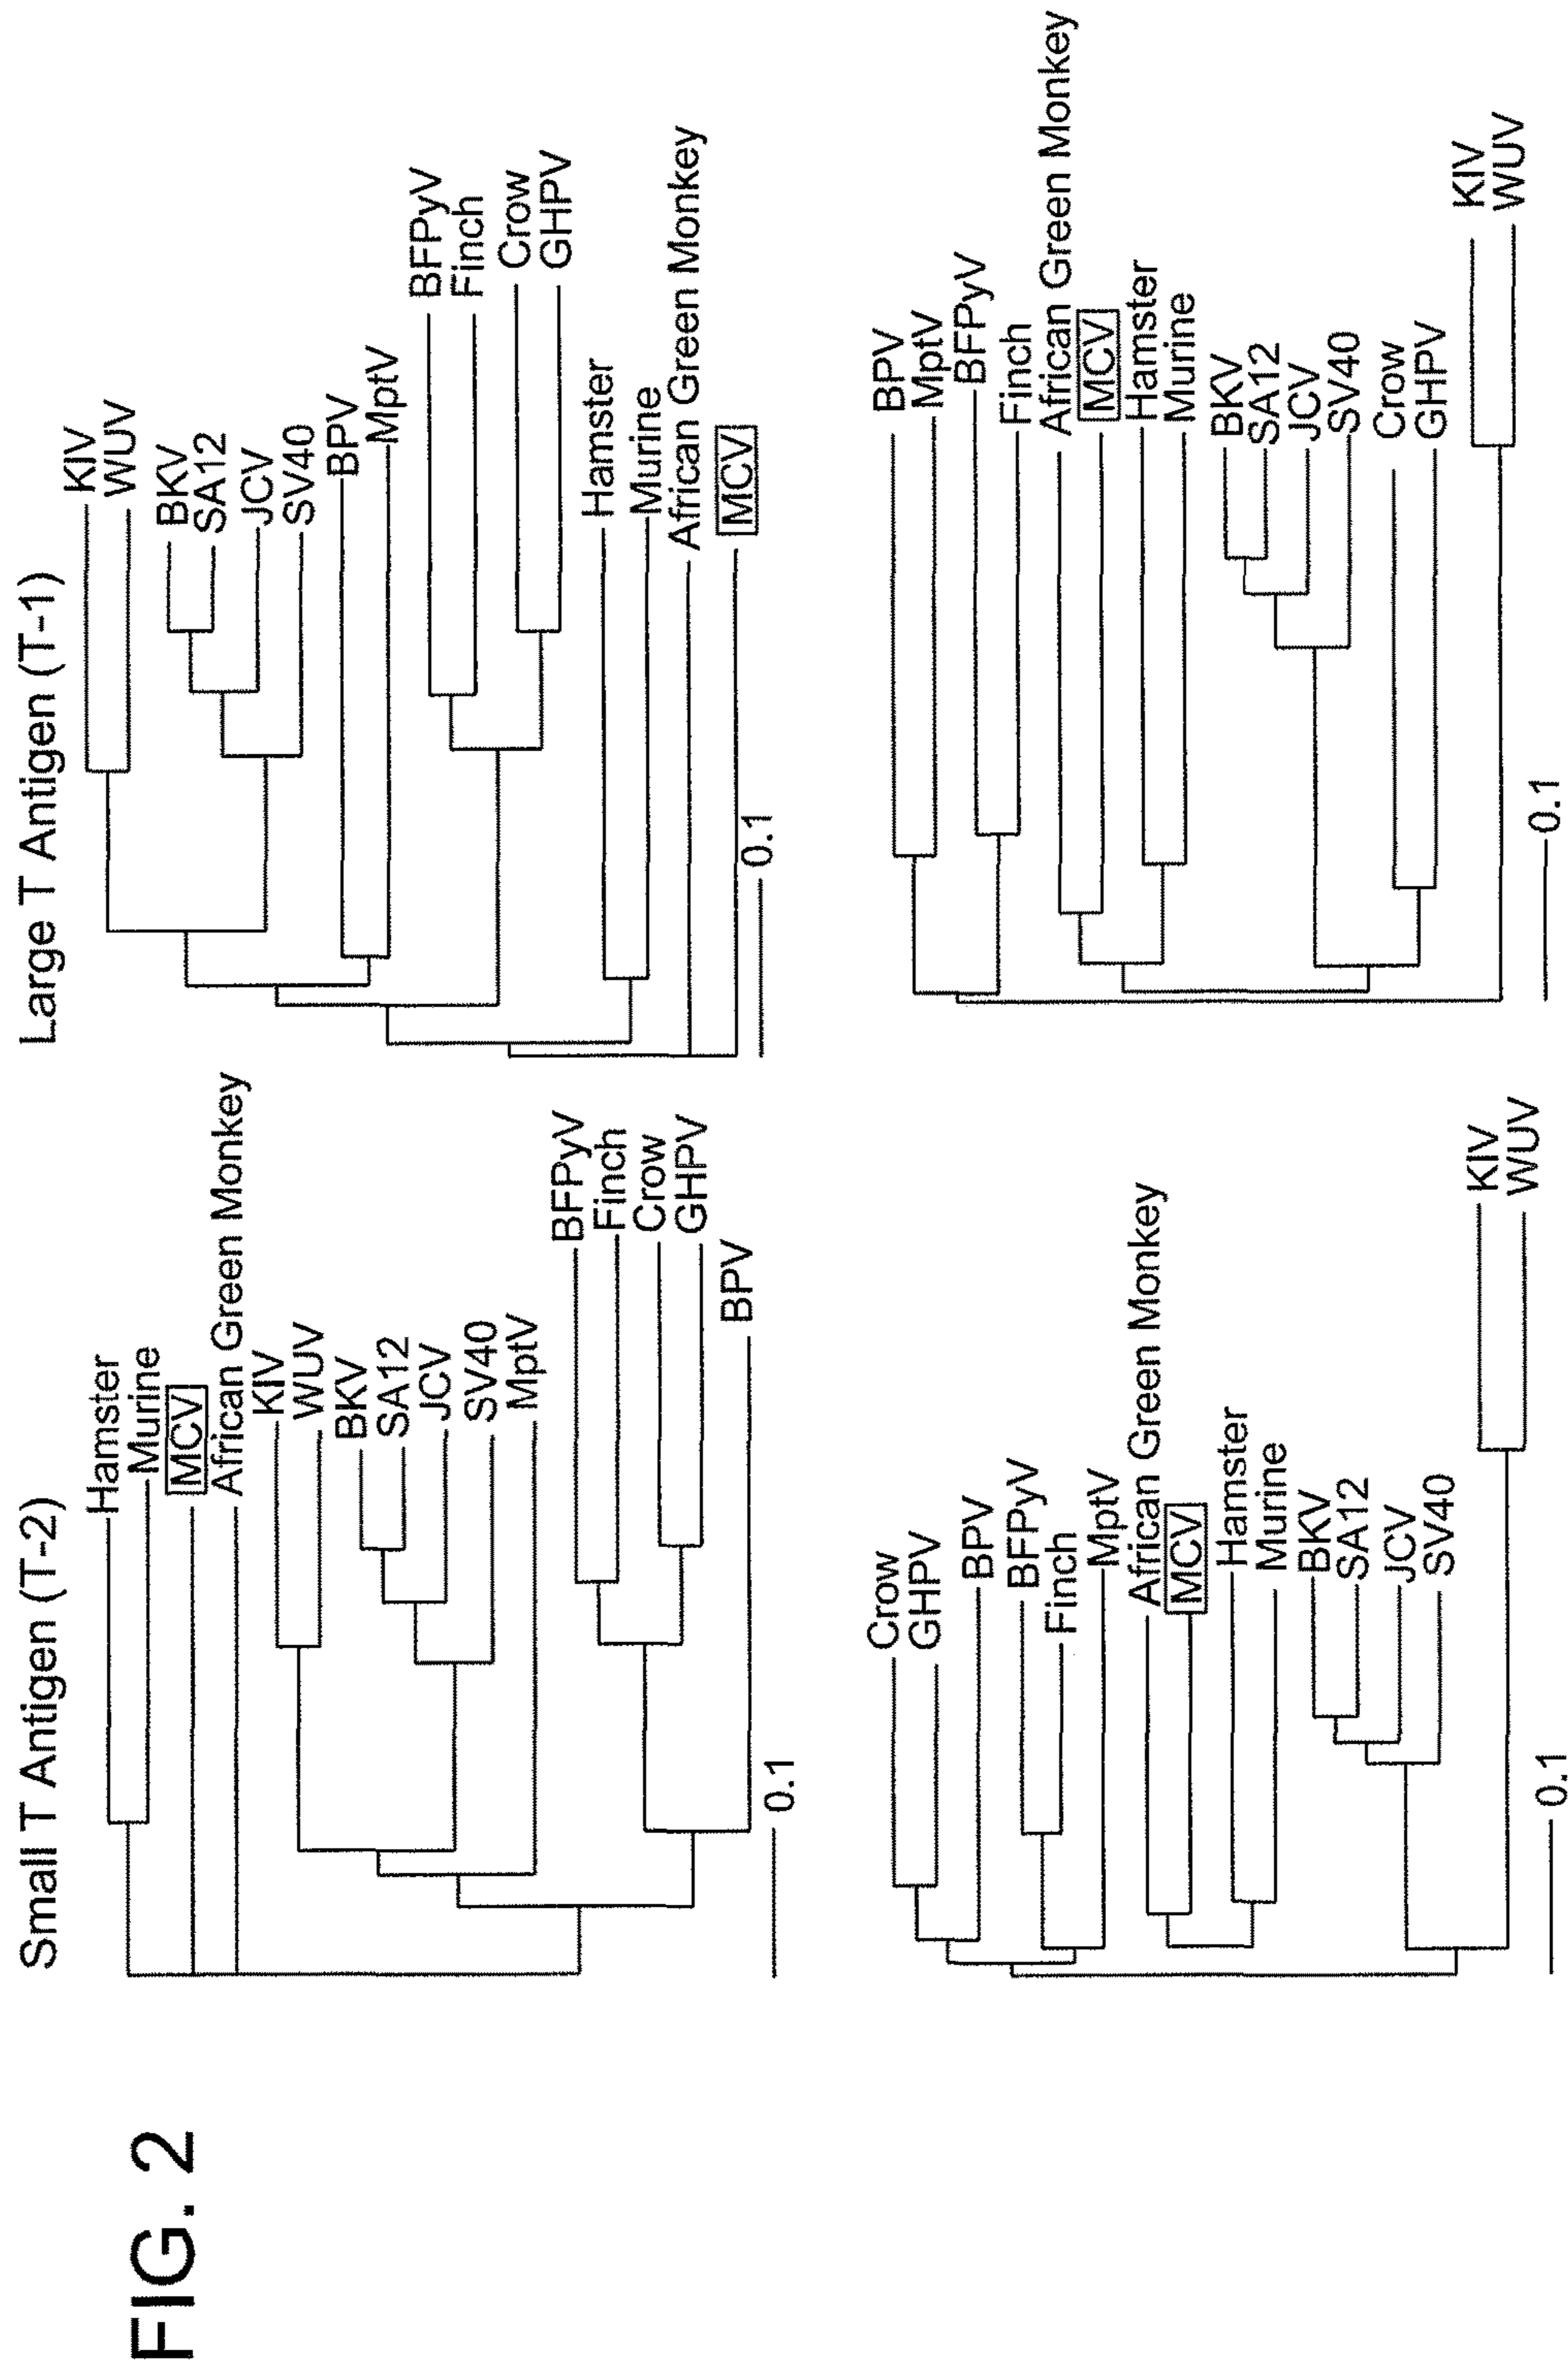 FIG. 2
Small T Antigen (T-2)
Hamster
Murine
MCV
African Green Monkey
KIV
WUV
BKV
SA12
JCV
SV40
MptV
BFPyV
Finch
Crow
GHPV
BPV
0.1
Large T Antigen (T-1)
KIV
WUV
BKV
SA12
JCV
SV40
BPV
MptV
BFPyV
Finch
Crow
GHPV
Hamster
Murine
African Green Monkey
MCV
0.1
Crow
GHPV
BPV
BFPyV
Finch
MptV
African Green Monkey
MCV
Hamster
Murine
BKV
SA12
JCV
SV40
KIV
WUV
0.1
BPV
MptV
BFPyV
Finch
African Green Monkey
MCV
Hamster
Murine
BKV
SA12
JCV
SV40
Crow
GHPV
KIV
WUV
0.1